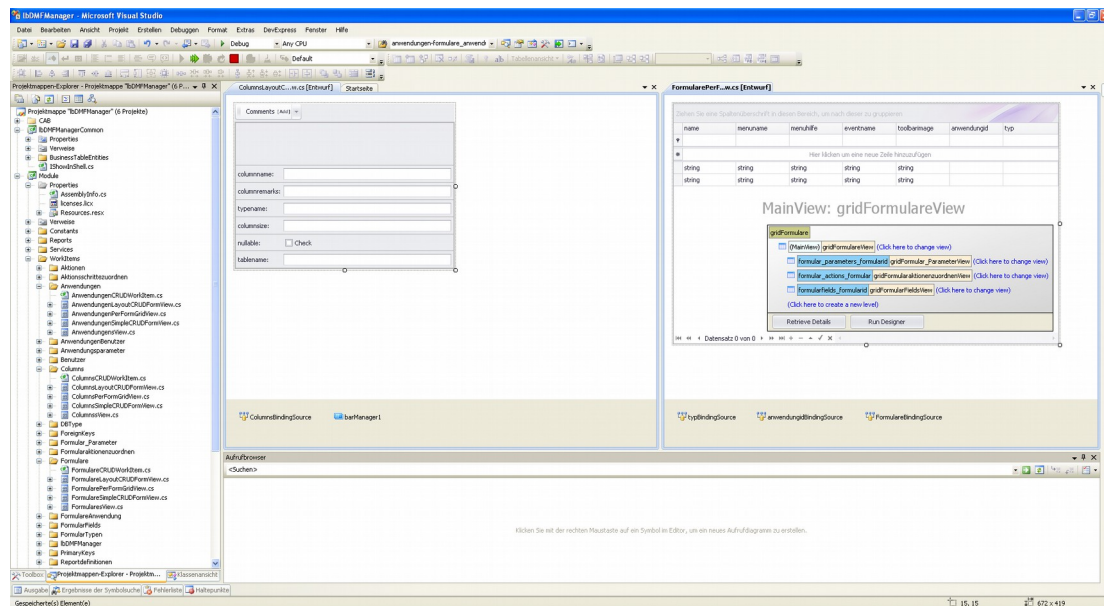 lbDMFManager - Microsoft Visual Studio
Datei Bearbeiten Ansicht Projekt Erstellen Debuggen Format Extras DevExpress Fenster Hilfe
Debug Any CPU anwendungen-formulare_anwend
Default
Tabellenansicht
Projektmappen-Explorer - Projektmappe "lbDMFManager" (6 P...
Projektmappe "lbDMFManager" (6 Projekte)
CAB
lbDMFManagerCommon
Properties
Verweise
BusinessTableEntities
IShowInShell.cs
Module
Properties
AssemblyInfo.cs
licenses.licx
Resources.resx
Verweise
Constants
Reports
Services
WorkItems
Aktionen
Aktionsschrittezuordnen
Anwendungen
AnwendungenCRUDWorkItem.cs
AnwendungenLayoutCRUDFormView.cs
AnwendungenPerFormGridView.cs
AnwendungenSimpleCRUDFormView.cs
AnwendungensView.cs
AnwendungenBenutzer
Anwendungsparameter
Benutzer
Columns
ColumnsCRUDWorkItem.cs
ColumnsLayoutCRUDFormView.cs
ColumnsPerFormGridView.cs
ColumnsSimpleCRUDFormView.cs
ColumnssView.cs
DBType
ForeignKeys
Formular_Parameter
Formularaktionenzuordnen
Formulare
FormulareCRUDWorkItem.cs
FormulareLayoutCRUDFormView.cs
FormularePerFormGridView.cs
FormulareSimpleCRUDFormView.cs
FormularesView.cs
FormulareAnwendung
FormularFields
FormularTypen
lbDMFManager
PrimaryKeys
Reportdefinitionen
Toolbox Projektmappen-Explorer - Projektm... Klassenansicht
ColumnsLayoutC...w.cs [Entwurf] Startseite
Comments [Add]
columnname:
columnremarks:
typename:
columnsize:
nullable: Check
tablename:
ColumnsBindingSource barManager1
FormularePerF...w.cs [Entwurf]
Ziehen Sie eine Spaltenüberschrift in diesen Bereich, um nach dieser zu gruppieren
name menuname menuhilfe eventname toolbarimage anwendungid typ
Hier klicken um eine neue Zeile hinzuzufügen
string string string string string
string string string string string
MainView: gridFormulareView
gridFormulare
(MainView) gridFormulareView (Click here to change view)
formular_parameters_formularid gridFormular_ParameterView (Click here to change view)
formular_actions_formular gridFormularaktionenzuordnenView (Click here to change view)
formularfields_formularid gridFormularFieldsView (Click here to change view)
(Click here to create a new level)
Retrieve Details Run Designer
Datensatz 0 von 0
typBindingSource anwendungidBindingSource FormulareBindingSource
Aufrufbrowser
<Suchen>
Klicken Sie mit der rechten Maustaste auf ein Symbol im Editor, um ein neues Aufrufdiagramm zu erstellen.
Ausgabe Ergebnisse der Symbolsuche Fehlerliste Haltepunkte
Gespeicherte(s) Element(e) 15, 15 672 x 419